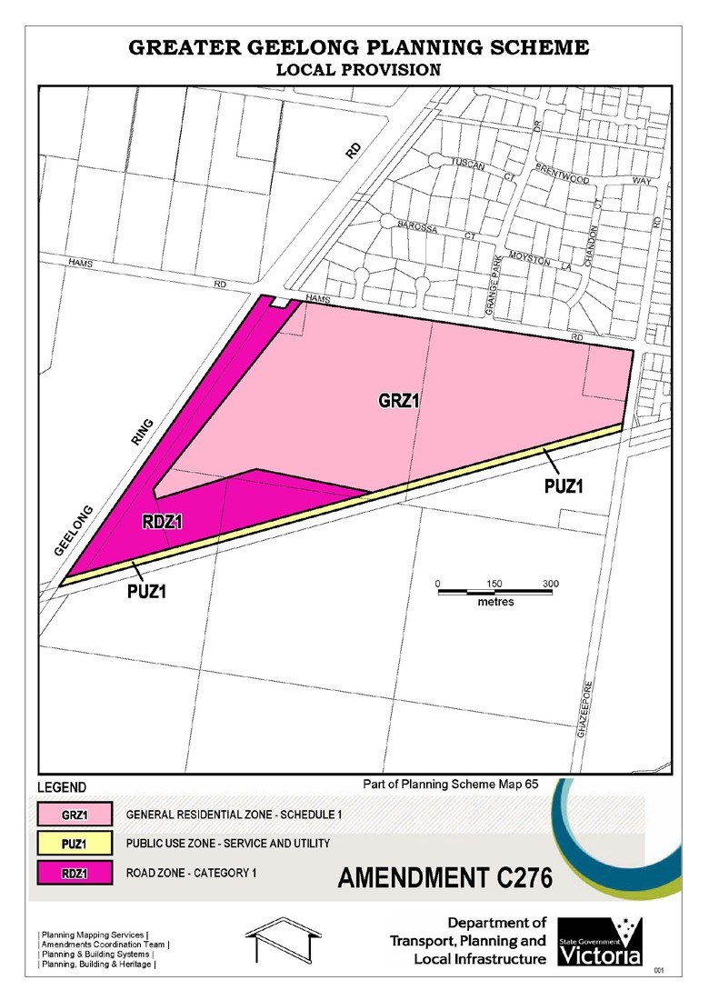 GREATER GEELONG PLANNING SCHEME
LOCAL PROVISION
RD
DR
TUSCAN CT
BRENTWOOD WAY
BAROSSA CT
CT
CHANDON
RD
MOYSTON LA
GRANGE PARK
HAMS RD
HAMS
RD
GRZ1
RING
GEELONG
RDZ1
PUZ1
PUZ1
0 150 300
metres
GHAZEEPORE
LEGEND
Part of Planning Scheme Map 65
GRZ1 GENERAL RESIDENTIAL ZONE - SCHEDULE 1
PUZ1 PUBLIC USE ZONE - SERVICE AND UTILITY
RDZ1 ROAD ZONE - CATEGORY 1
AMENDMENT C276
| Planning Mapping Services |
| Amendments Coordination Team |
| Planning & Building Systems |
| Planning, Building & Heritage |
Department of
Transport, Planning and
Local Infrastructure
State Government
Victoria
001